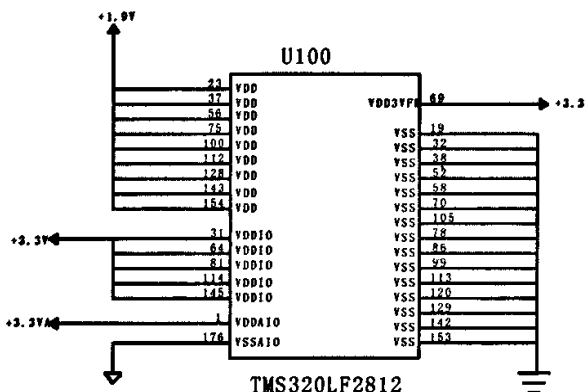 +1.9V
U100
23 VDD
37 VDD
56 VDD
75 VDD
100 VDD
112 VDD
128 VDD
143 VDD
154 VDD
+3.3V
31 VDDIO
64 VDDIO
81 VDDIO
114 VDDIO
145 VDDIO
+3.3VA
1 VDDAIO
176 VSSAIO
VDD3VFL 69 +3.3
VSS 19
VSS 32
VSS 38
VSS 52
VSS 58
VSS 70
VSS 105
VSS 78
VSS 86
VSS 99
VSS 113
VSS 120
VSS 129
VSS 142
VSS 153
TMS320LF2812